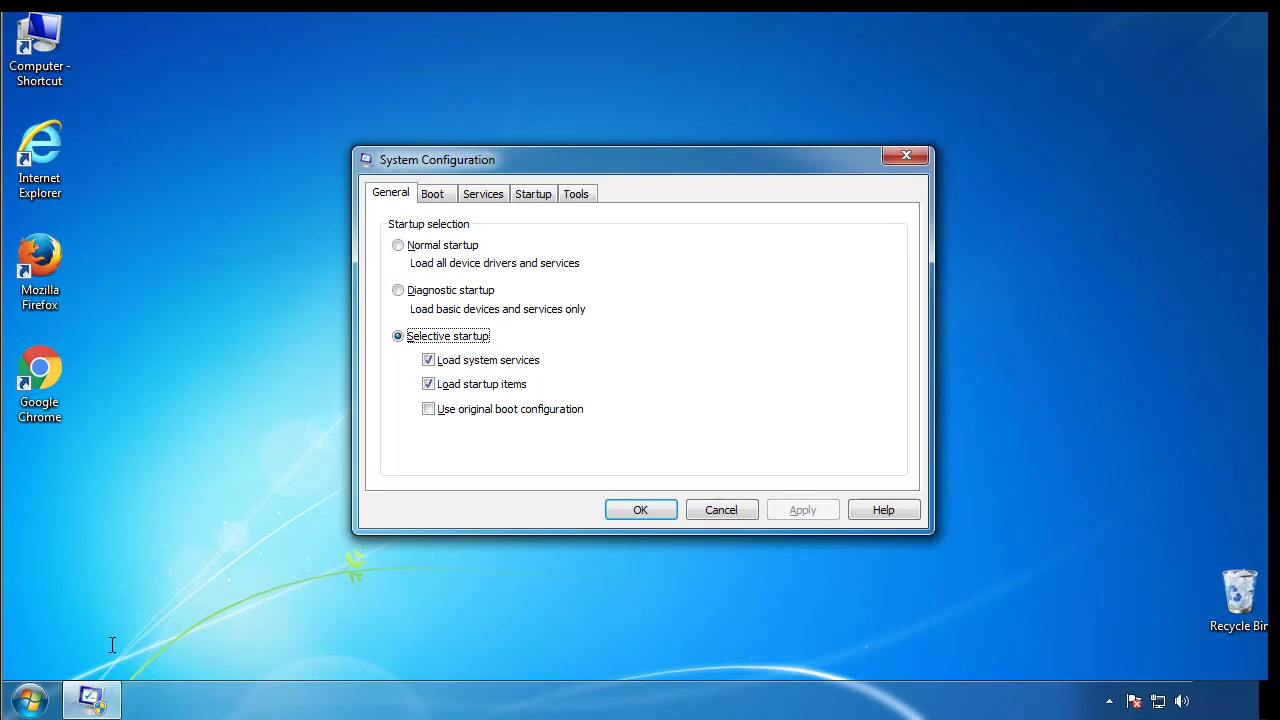 Computer -
Shortcut
Internet
Explorer
Mozilla
Firefox
Google
Chrome
System Configuration
General
Boot
Services
Startup
Tools
Startup selection
Normal startup
Load all device drivers and services
Diagnostic startup
Load basic devices and services only
Selective startup
Load system services
Load startup items
Use original boot configuration
OK
Cancel
Apply
Help
Recycle Bin